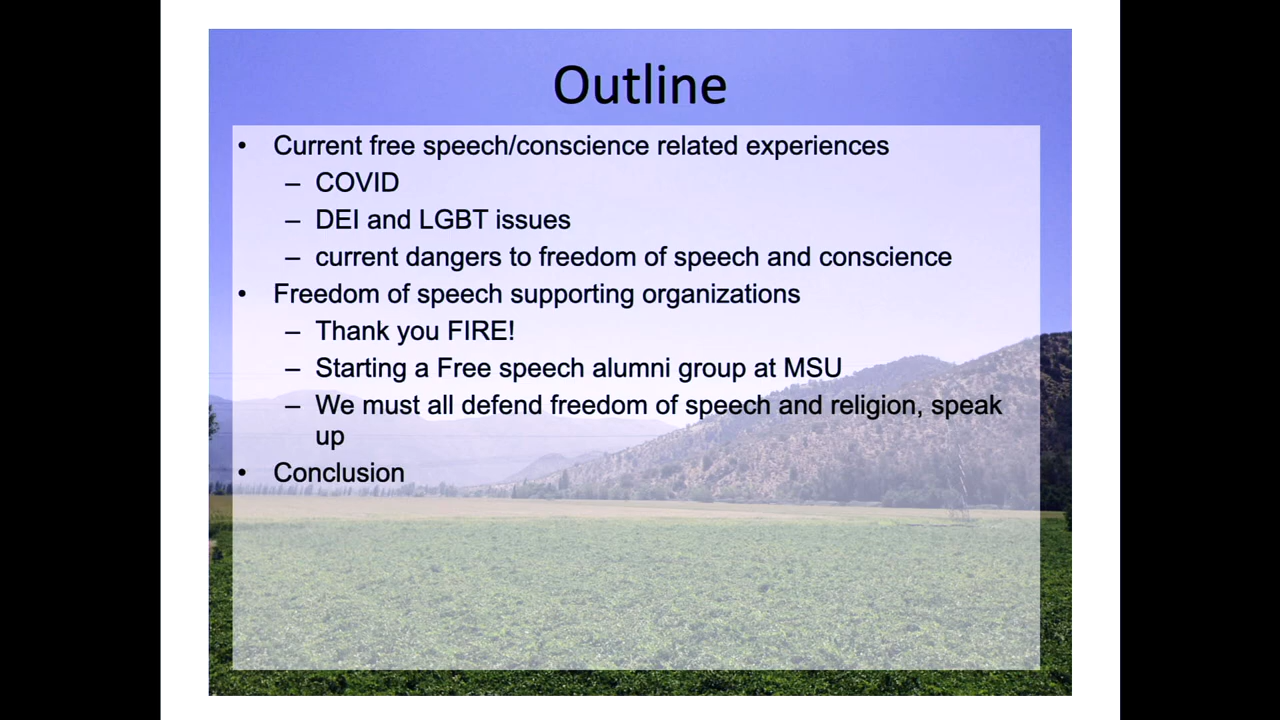 Outline
• Current free speech/conscience related experiences
– COVID
– DEI and LGBT issues
– current dangers to freedom of speech and conscience
• Freedom of speech supporting organizations
– Thank you FIRE!
– Starting a Free speech alumni group at MSU
– We must all defend freedom of speech and religion, speak
up
• Conclusion